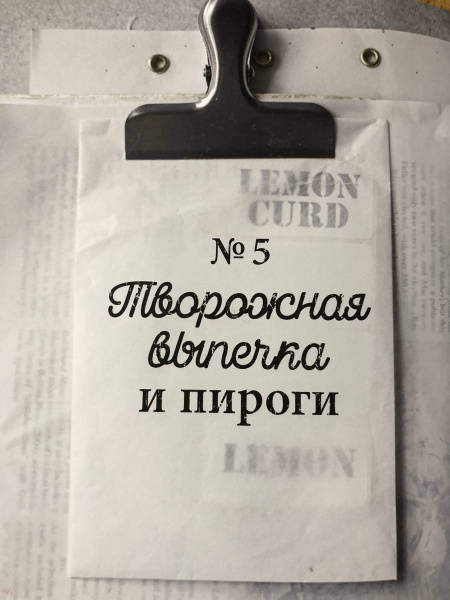 LEMON
CURD
№ 5
Творожная
выпечка
и пироги
LEMON